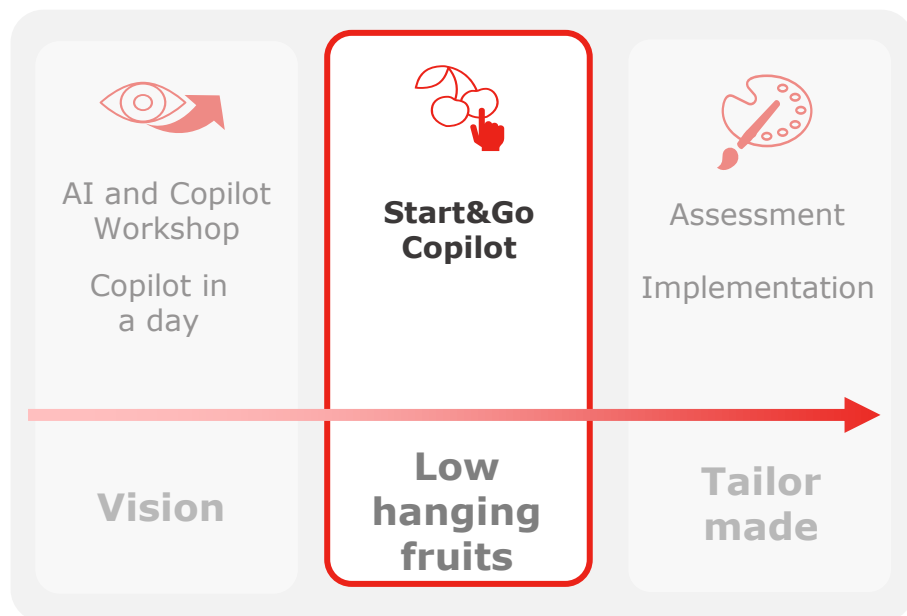 AI and Copilot
Workshop
Copilot in
a day
Vision
Start&Go
Copilot
Low
hanging
fruits
Assessment
Implementation
Tailor
made